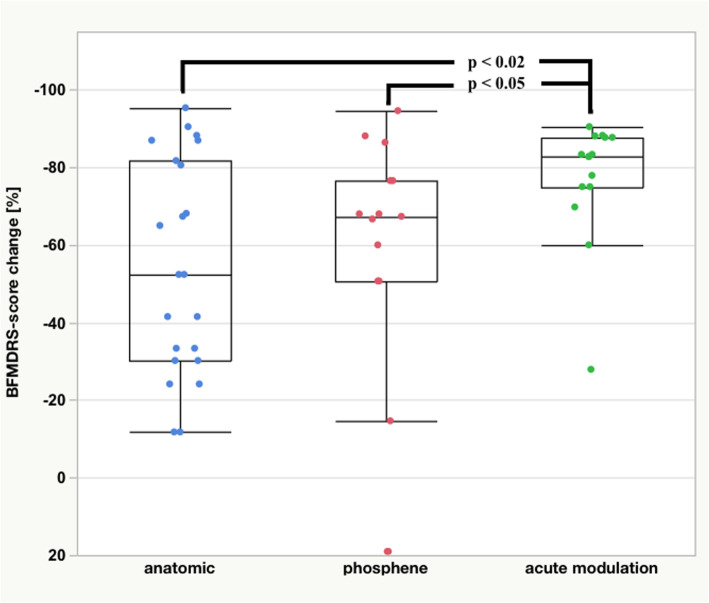 p < 0.02
p < 0.05
BFMDRS-score change [%]
-100
-80
-60
-40
-20
0
20
anatomic
phosphene
acute modulation